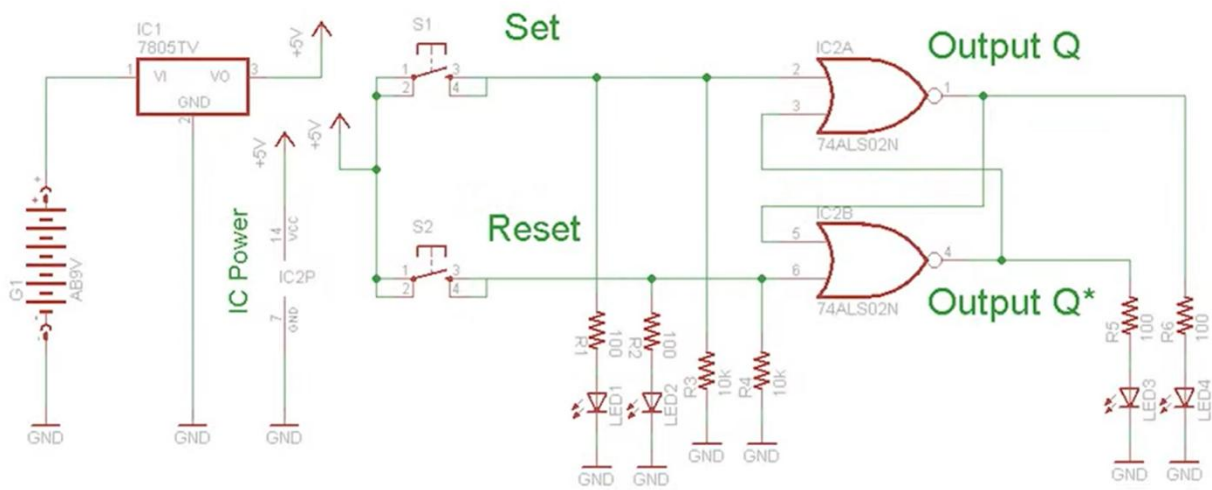 IC1
7805TV
1
VI
VO
3
GND
2
+5V
G1
AB9V
GND
GND
IC Power
+5V
14
VCC
IC2P
7
GND
GND
+5V
S1
1
2
3
4
Set
S2
1
2
3
4
Reset
R1
100
LED1
GND
R2
100
LED2
GND
R3
10k
GND
R4
10k
GND
IC2A
2
3
1
74ALS02N
Output Q
IC2B
5
6
4
74ALS02N
Output Q*
R5
100
LED3
GND
R6
100
LED4
GND